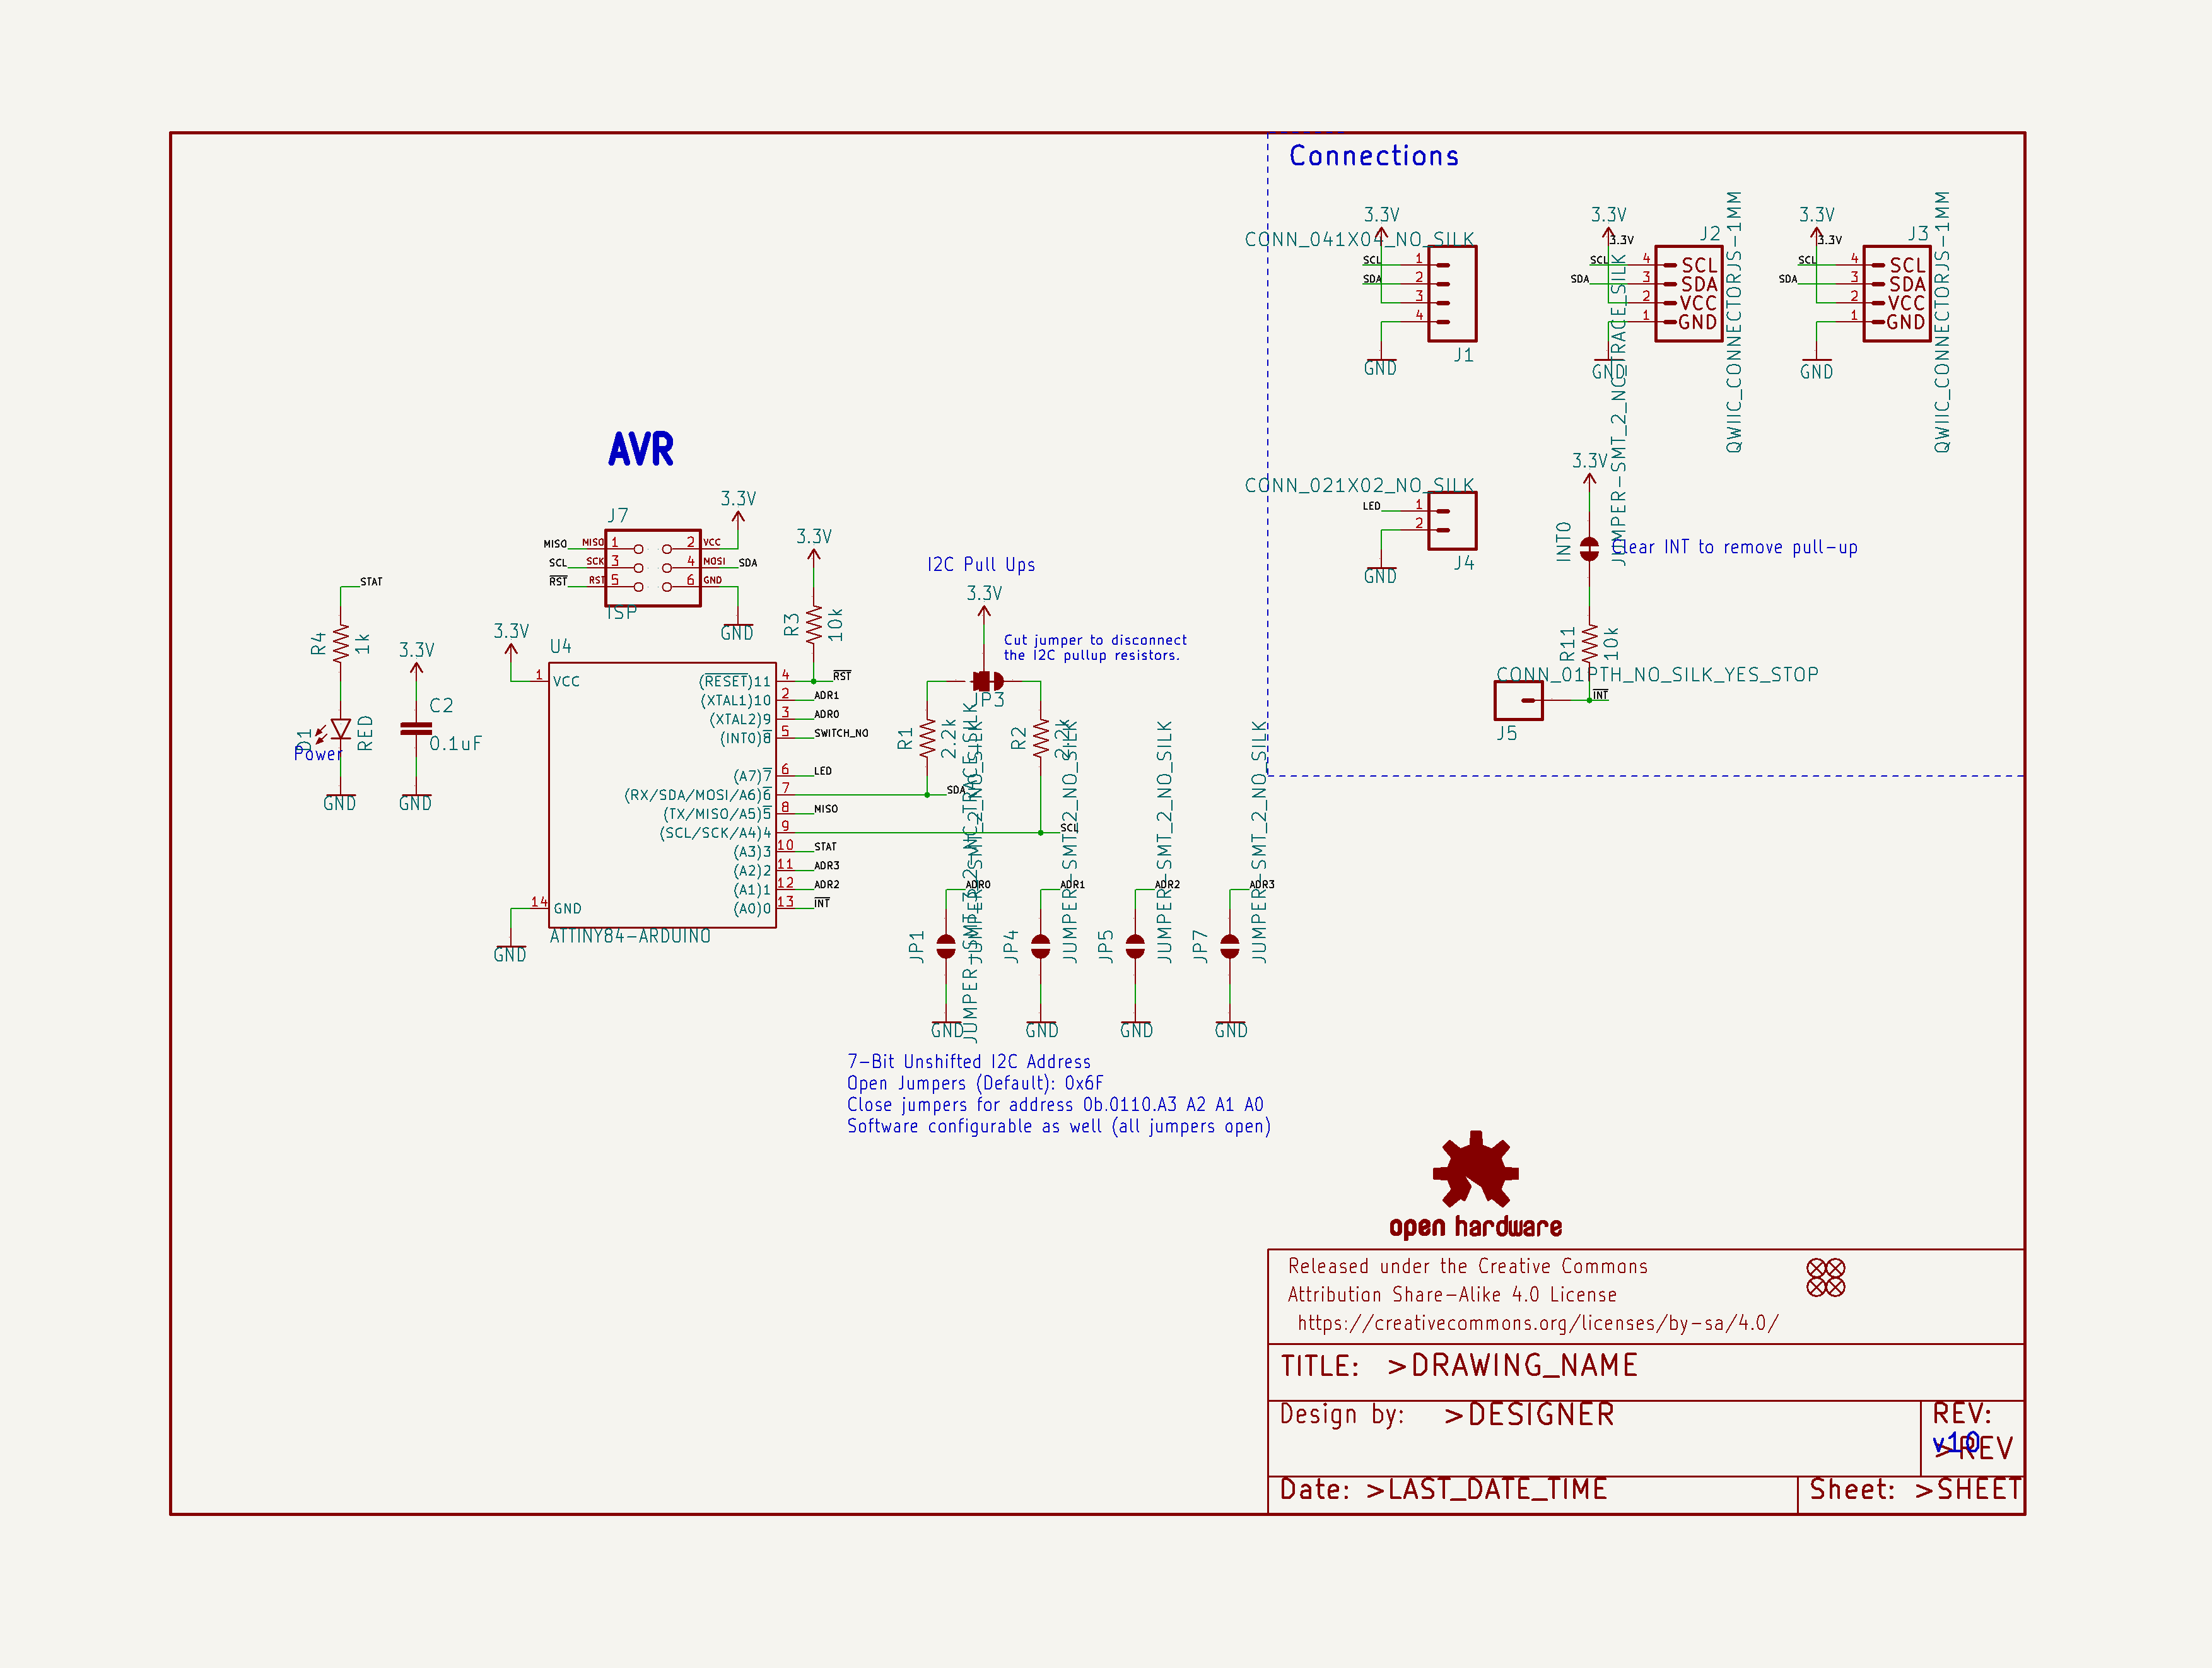 Connections
3.3V
CONN_041X04_NO_SILK
SCL
SDA
1
2
3
4
J1
GND
3.3V
3.3V
J2
SCL
SDA
4 SCL
3 SDA
2 VCC
1 GND
GND
QWIIC_CONNECTORJS-1MM
3.3V
3.3V
J3
SCL
SDA
4 SCL
3 SDA
2 VCC
1 GND
GND
QWIIC_CONNECTORJS-1MM
CONN_021X02_NO_SILK
LED
1
2
J4
GND
3.3V
INT0
JUMPER-SMT_2_NC_TRACE_SILK
Clear INT to remove pull-up
R11
10k
CONN_01PTH_NO_SILK_YES_STOP
INT
J5
AVR
J7
3.3V
MISO MISO 1 2 VCC
SCL SCK 3 4 MOSI SDA
RST RST 5 6 GND
ISP
GND
STAT
R4
1k
D1
RED
Power
GND
3.3V
C2
0.1uF
GND
3.3V
U4
1 VCC
14 GND
GND
ATTINY84-ARDUINO
(RESET)11 4 RST
(XTAL1)10 2 ADR1
(XTAL2)9 3 ADR0
(INT0)8 5 SWITCH_NO
(A7)7 6 LED
(RX/SDA/MOSI/A6)6 7 SDA
(TX/MISO/A5)5 8 MISO
(SCL/SCK/A4)4 9 SCL
(A3)3 10 STAT
(A2)2 11 ADR3
(A1)1 12 ADR2
(A0)0 13 INT
3.3V
R3
10k
I2C Pull Ups
3.3V
Cut jumper to disconnect
the I2C pullup resistors.
JP3
R1
2.2k
R2
2.2k
ADR0
JP1
JUMPER-SMT_2_NO_SILK
GND
ADR1
JP4
JUMPER-SMT_2_NO_SILK
GND
ADR2
JP5
JUMPER-SMT_2_NO_SILK
GND
ADR3
JP7
JUMPER-SMT_2_NO_SILK
GND
7-Bit Unshifted I2C Address
Open Jumpers (Default): 0x6F
Close jumpers for address 0b.0110.A3 A2 A1 A0
Software configurable as well (all jumpers open)
open hardware
Released under the Creative Commons
Attribution Share-Alike 4.0 License
https://creativecommons.org/licenses/by-sa/4.0/
TITLE: >DRAWING_NAME
Design by: >DESIGNER
REV:
v10
>REV
Date: >LAST_DATE_TIME
Sheet: >SHEET